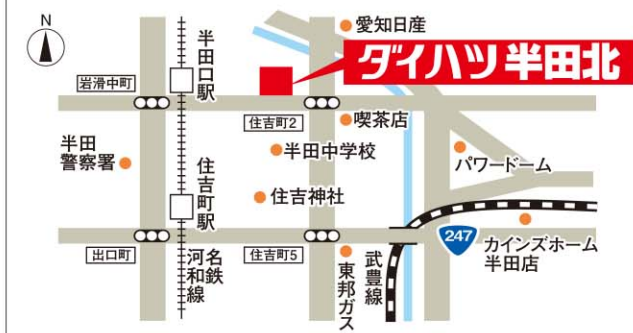 N
半田口駅
愛知日産
ダイハツ 半田北
岩滑中町
住吉町2
喫茶店
半田
警察署
半田中学校
パワードーム
住吉町駅
住吉神社
出口町
名鉄
河和線
住吉町5
東邦ガス
武豊線
247
カインズホーム
半田店